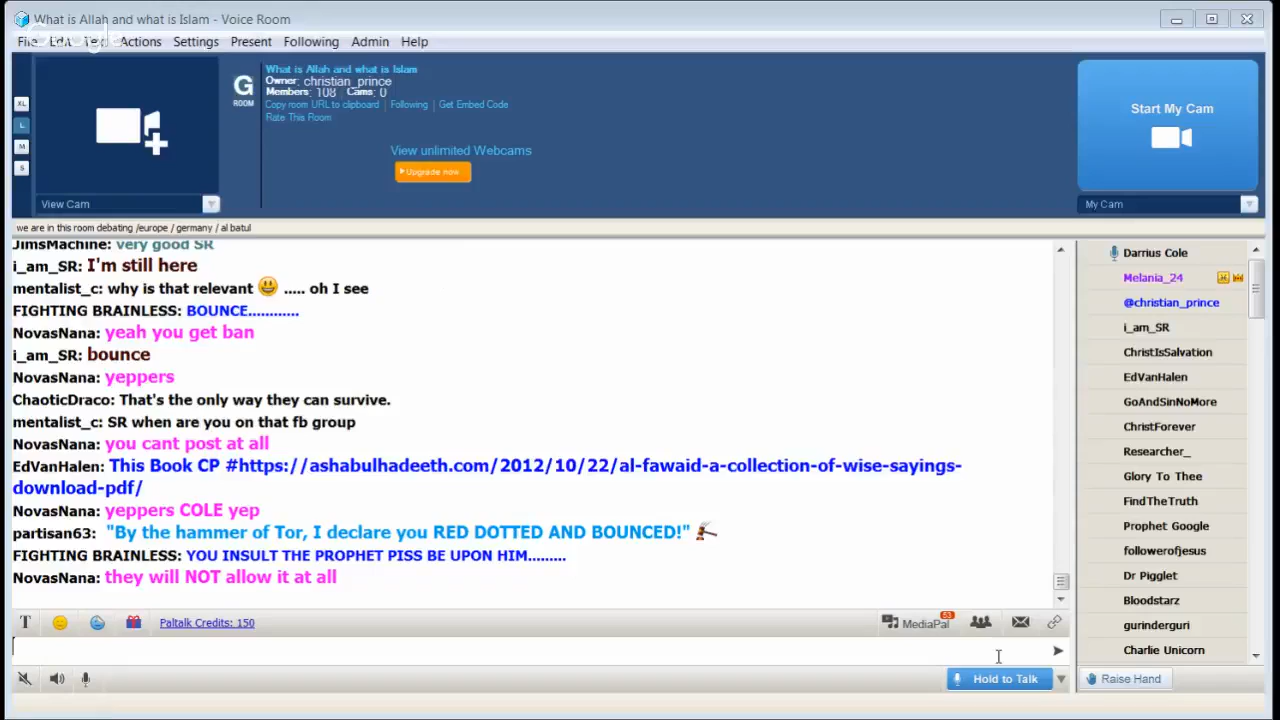 What is Allah and what is Islam - Voice Room
Google
File Edit Text Actions Settings Present Following Admin Help
XL
L
M
S
G
ROOM
What is Allah and what is Islam
Owner: christian_prince
Members: 108 Cams: 0
Copy room URL to clipboard | Following | Get Embed Code
Rate This Room
View unlimited Webcams
Upgrade now
Start My Cam
View Cam
My Cam
we are in this room debating /europe / germany / al batul
JimsMachine: very good SR
i_am_SR: I'm still here
mentalist_c: why is that relevant ..... oh I see
FIGHTING BRAINLESS: BOUNCE............
NovasNana: yeah you get ban
i_am_SR: bounce
NovasNana: yeppers
ChaoticDraco: That's the only way they can survive.
mentalist_c: SR when are you on that fb group
NovasNana: you cant post at all
EdVanHalen: This Book CP #https://ashabulhadeeth.com/2012/10/22/al-fawaid-a-collection-of-wise-sayings-
download-pdf/
NovasNana: yeppers COLE yep
partisan63: "By the hammer of Tor, I declare you RED DOTTED AND BOUNCED!"
FIGHTING BRAINLESS: YOU INSULT THE PROPHET PISS BE UPON HIM.........
NovasNana: they will NOT allow it at all
Darrius Cole
Melania_24
@christian_prince
i_am_SR
ChristIsSalvation
EdVanHalen
GoAndSinNoMore
ChristForever
Researcher_
Glory To Thee
FindTheTruth
Prophet Google
followerofjesus
Dr Pigglet
Bloodstarz
gurinderguri
Charlie Unicorn
T
Paltalk Credits: 150
MediaPal
53
Hold to Talk
Raise Hand